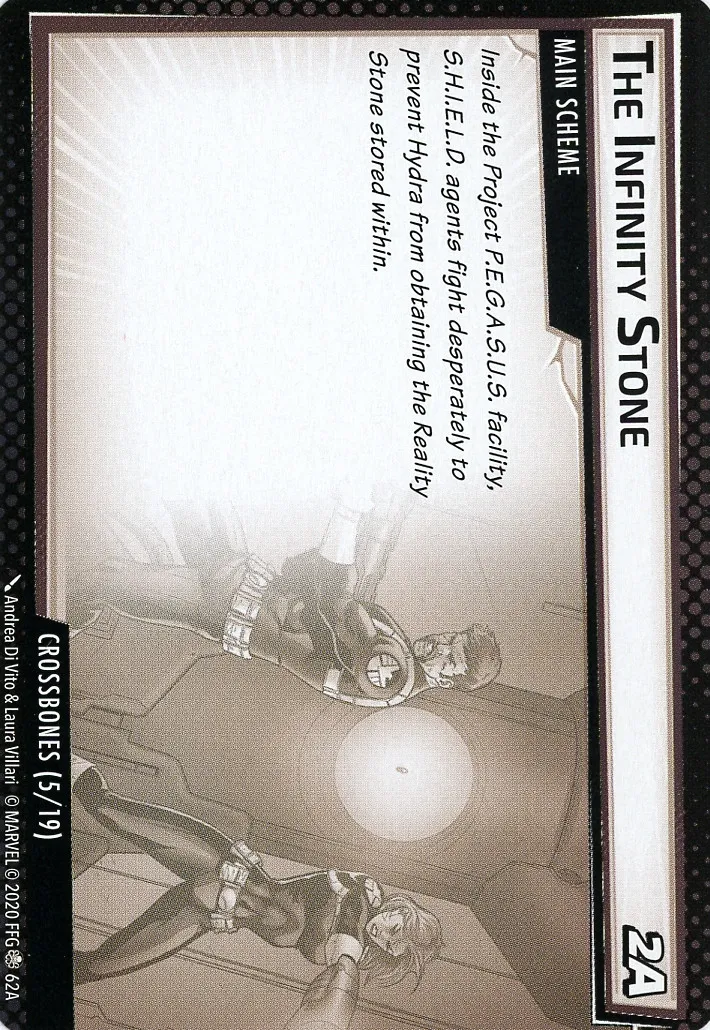 The Infinity Stone 2A
MAIN SCHEME
Inside the Project P.E.G.A.S.U.S. facility,
S.H.I.E.L.D. agents fight desperately to
prevent Hydra from obtaining the Reality
Stone stored within.
CROSSBONES (5/19)
Andrea Di Vito & Laura Villari © MARVEL © 2020 FFG 62A